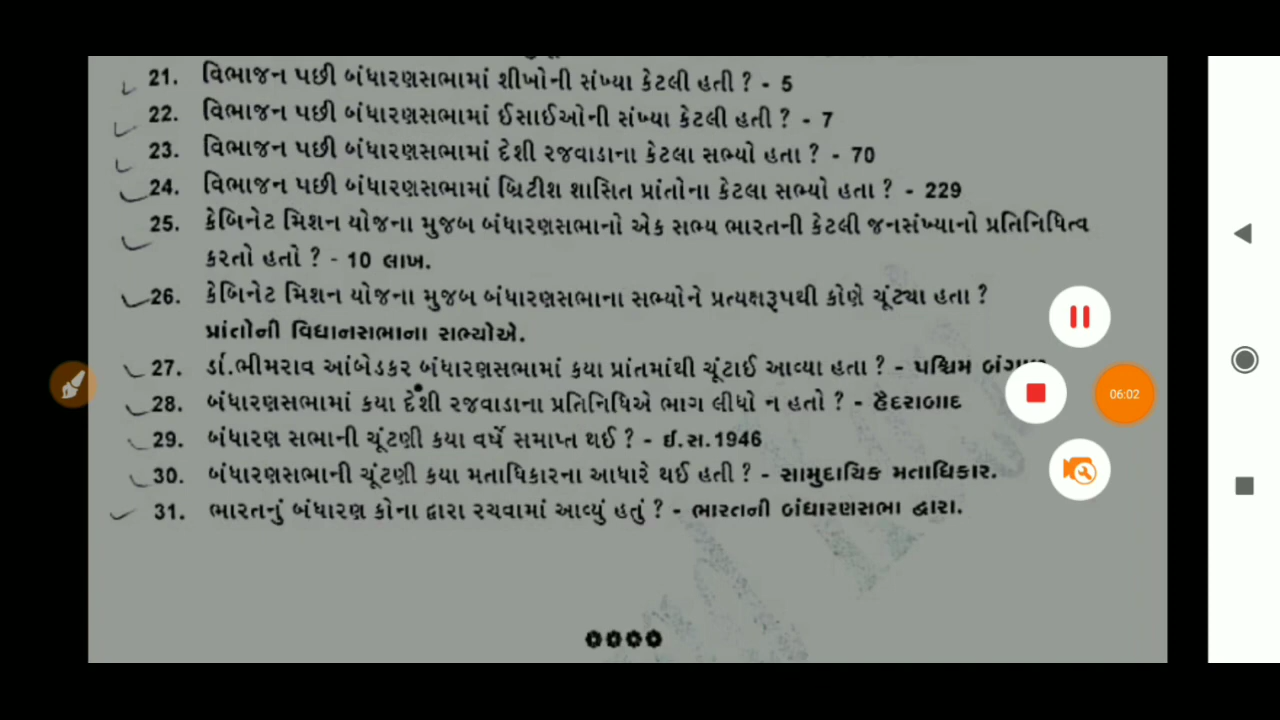 21. વિભાજન પછી બંધારણસભામાં શીખોની સંખ્યા કેટલી હતી ? - 5
22. વિભાજન પછી બંધારણસભામાં ઈસાઈઓની સંખ્યા કેટલી હતી ? - 7
23. વિભાજન પછી બંધારણસભામાં દેશી રજવાડાના કેટલા સભ્યો હતા ? - 70
24. વિભાજન પછી બંધારણસભામાં બ્રિટીશ શાસિત પ્રાંતોના કેટલા સભ્યો હતા ? - 229
25. કેબિનેટ મિશન યોજના મુજબ બંધારણસભાનો એક સભ્ય ભારતની કેટલી જનસંખ્યાનો પ્રતિનિધિત્વ
કરતો હતો ? - 10 લાખ.
26. કેબિનેટ મિશન યોજના મુજબ બંધારણસભાના સભ્યોને પ્રત્યક્ષરૂપથી કોણે ચૂંટ્યા હતા ?
પ્રાંતોની વિધાનસભાના સભ્યોએ.
27. ર્ડા.ભીમરાવ આંબેડકર બંધારણસભામાં કયા પ્રાંતમાંથી ચૂંટાઈ આવ્યા હતા ? - પશ્ચિમ
28. બંધારણસભામાં કયા દેશી રજવાડાના પ્રતિનિધિએ ભાગ લીધો ન હતો ? - હૈદરાબાદ
29. બંધારણ સભાની ચૂંટણી કયા વર્ષે સમાપ્ત થઈ ? - ઈ.સ.1946
30. બંધારણસભાની ચૂંટણી કયા મતાધિકારના આધારે થઈ હતી ? - સામુદાયિક મતાધિકાર.
31. ભારતનું બંધારણ કોના દ્વારા રચવામાં આવ્યું હતું ? - ભારતની બંધારણસભા દ્વારા.
06:02